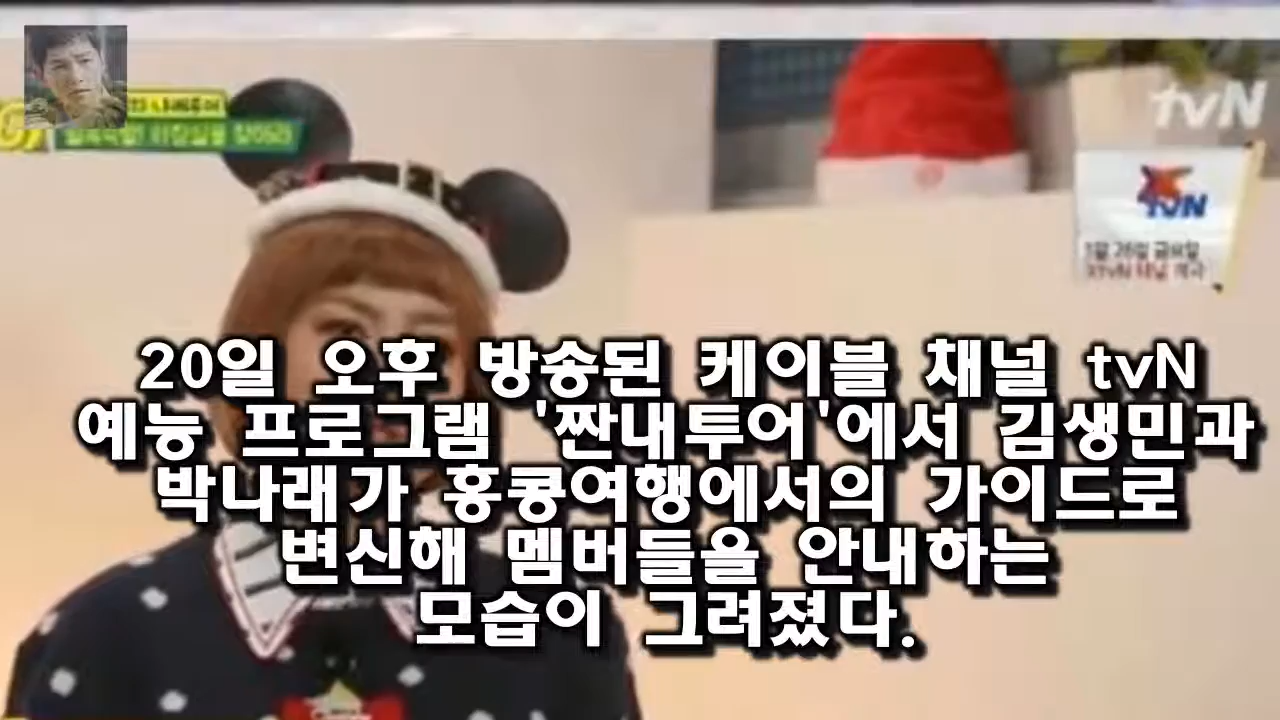 tvN
tvN
20일 오후 방송된 케이블 채널 tvN
예능 프로그램 '짠내투어'에서 김생민과
박나래가 홍콩여행에서의 가이드로
변신해 멤버들을 안내하는
모습이 그려졌다.